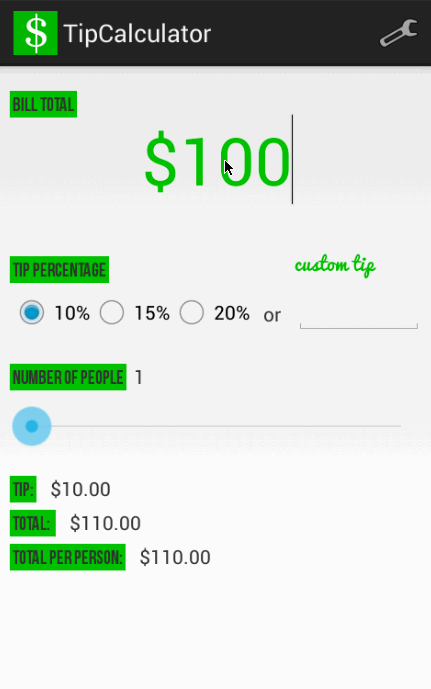 $ TipCalculator
BILL TOTAL
$100
custom tip
TIP PERCENTAGE
10% 15% 20% or
NUMBER OF PEOPLE 1
TIP: $10.00
TOTAL: $110.00
TOTAL PER PERSON: $110.00